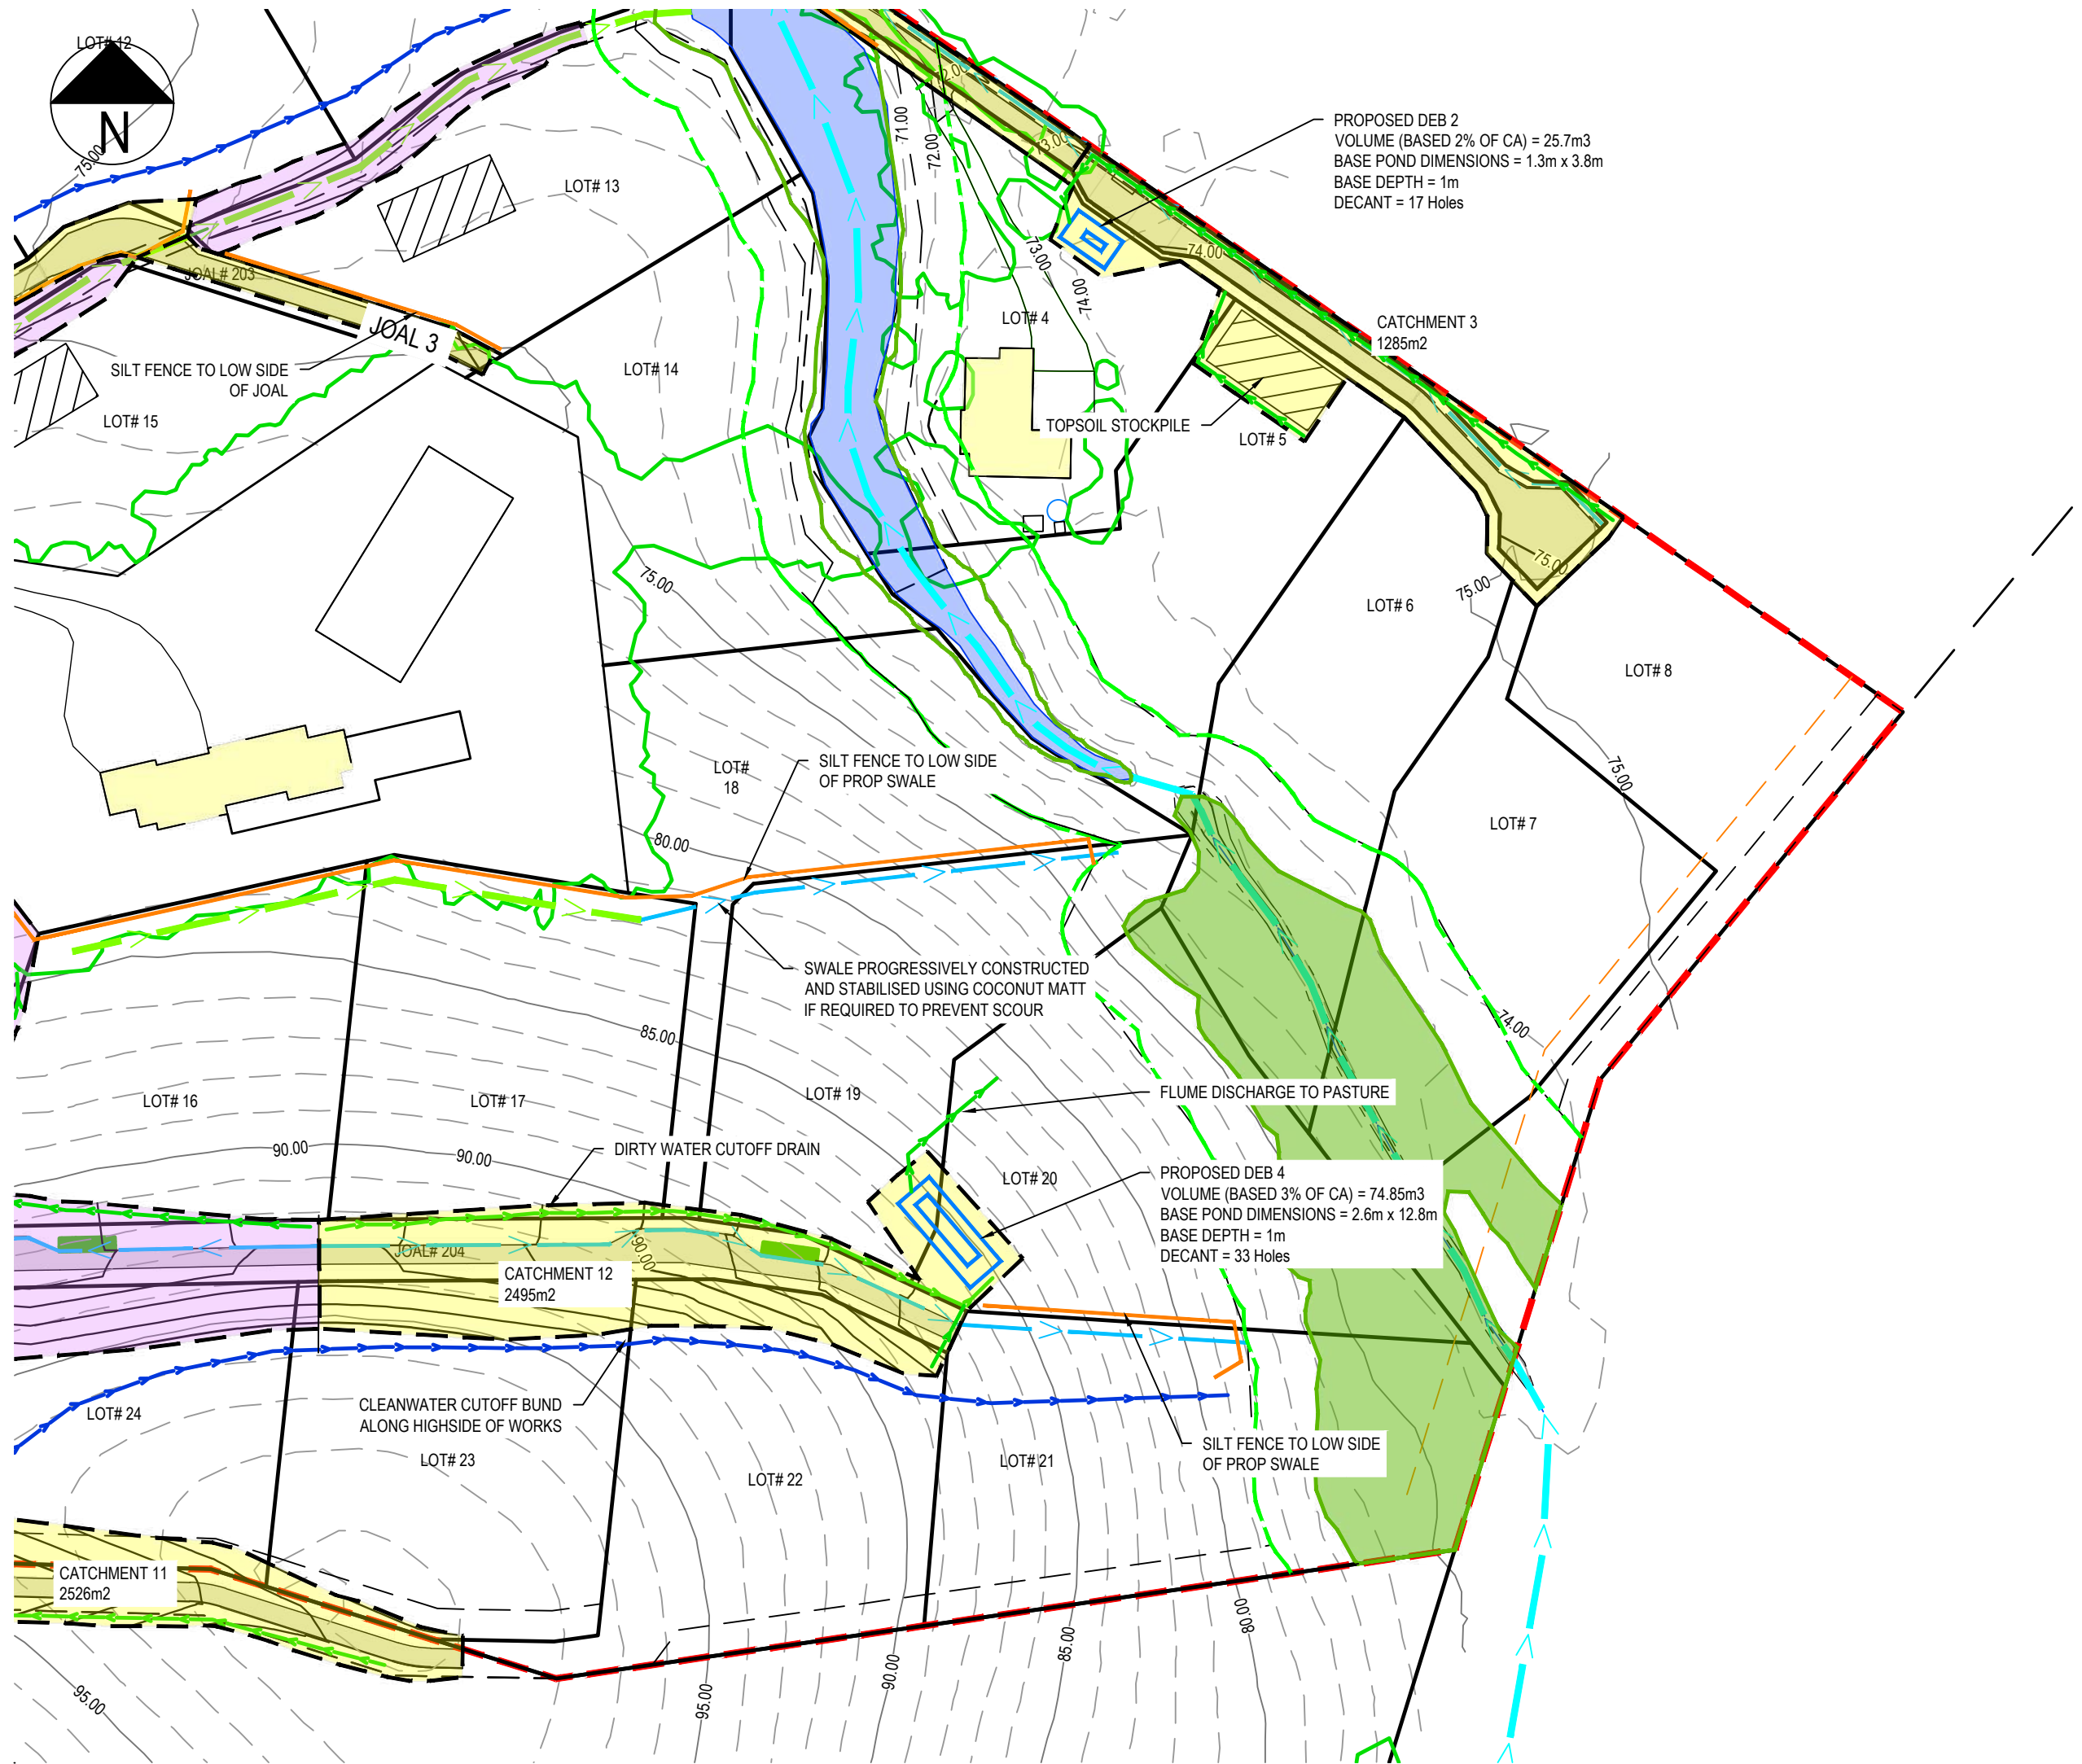 LOT# 12
N
75.00
LOT# 13
72.00
71.00
72.00
73.00
PROPOSED DEB 2
VOLUME (BASED 2% OF CA) = 25.7m3
BASE POND DIMENSIONS = 1.3m x 3.8m
BASE DEPTH = 1m
DECANT = 17 Holes
JOAL# 203
JOAL 3
73.00
74.00
74.00
LOT# 4
CATCHMENT 3
1285m2
SILT FENCE TO LOW SIDE
OF JOAL
LOT# 14
LOT# 15
TOPSOIL STOCKPILE
LOT# 5
75.00
75.00
75.00
LOT# 6
LOT# 8
LOT#
18
SILT FENCE TO LOW SIDE
OF PROP SWALE
75.00
80.00
LOT# 7
SWALE PROGRESSIVELY CONSTRUCTED
AND STABILISED USING COCONUT MATT
IF REQUIRED TO PREVENT SCOUR
85.00
74.00
LOT# 16
LOT# 17
LOT# 19
FLUME DISCHARGE TO PASTURE
90.00
90.00
DIRTY WATER CUTOFF DRAIN
LOT# 20
PROPOSED DEB 4
VOLUME (BASED 3% OF CA) = 74.85m3
BASE POND DIMENSIONS = 2.6m x 12.8m
BASE DEPTH = 1m
DECANT = 33 Holes
JOAL# 204
90.00
CATCHMENT 12
2495m2
CLEANWATER CUTOFF BUND
ALONG HIGHSIDE OF WORKS
LOT# 24
LOT# 23
LOT# 22
LOT# 21
SILT FENCE TO LOW SIDE
OF PROP SWALE
CATCHMENT 11
2526m2
95.00
95.00
90.00
85.00
80.00